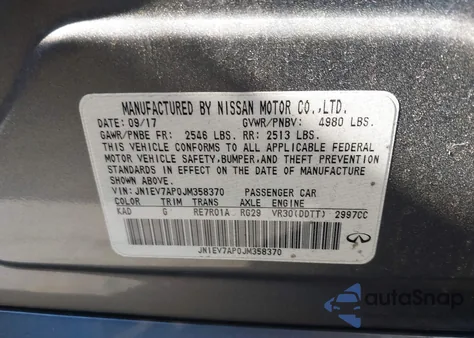 MANUFACTURED BY NISSAN MOTOR CO.,LTD.
DATE: 09/17 GVWR/PNBV: 4980 LBS.
GAWR/PNBE FR: 2546 LBS. RR: 2513 LBS.
THIS VEHICLE CONFORMS TO ALL APPLICABLE FEDERAL
MOTOR VEHICLE SAFETY, BUMPER, AND THEFT PREVENTION
STANDARDS IN EFFECT ON THE DATE OF MANUFACTURE
SHOWN ABOVE.
VIN: JN1EV7AP0JM358370 PASSENGER CAR
COLOR TRIM TRANS AXLE ENGINE
KAD G RE7R01A RG29 VR30(DDTT) 2997CC
JN1EV7AP0JM358370
INFINITI
autoSnap